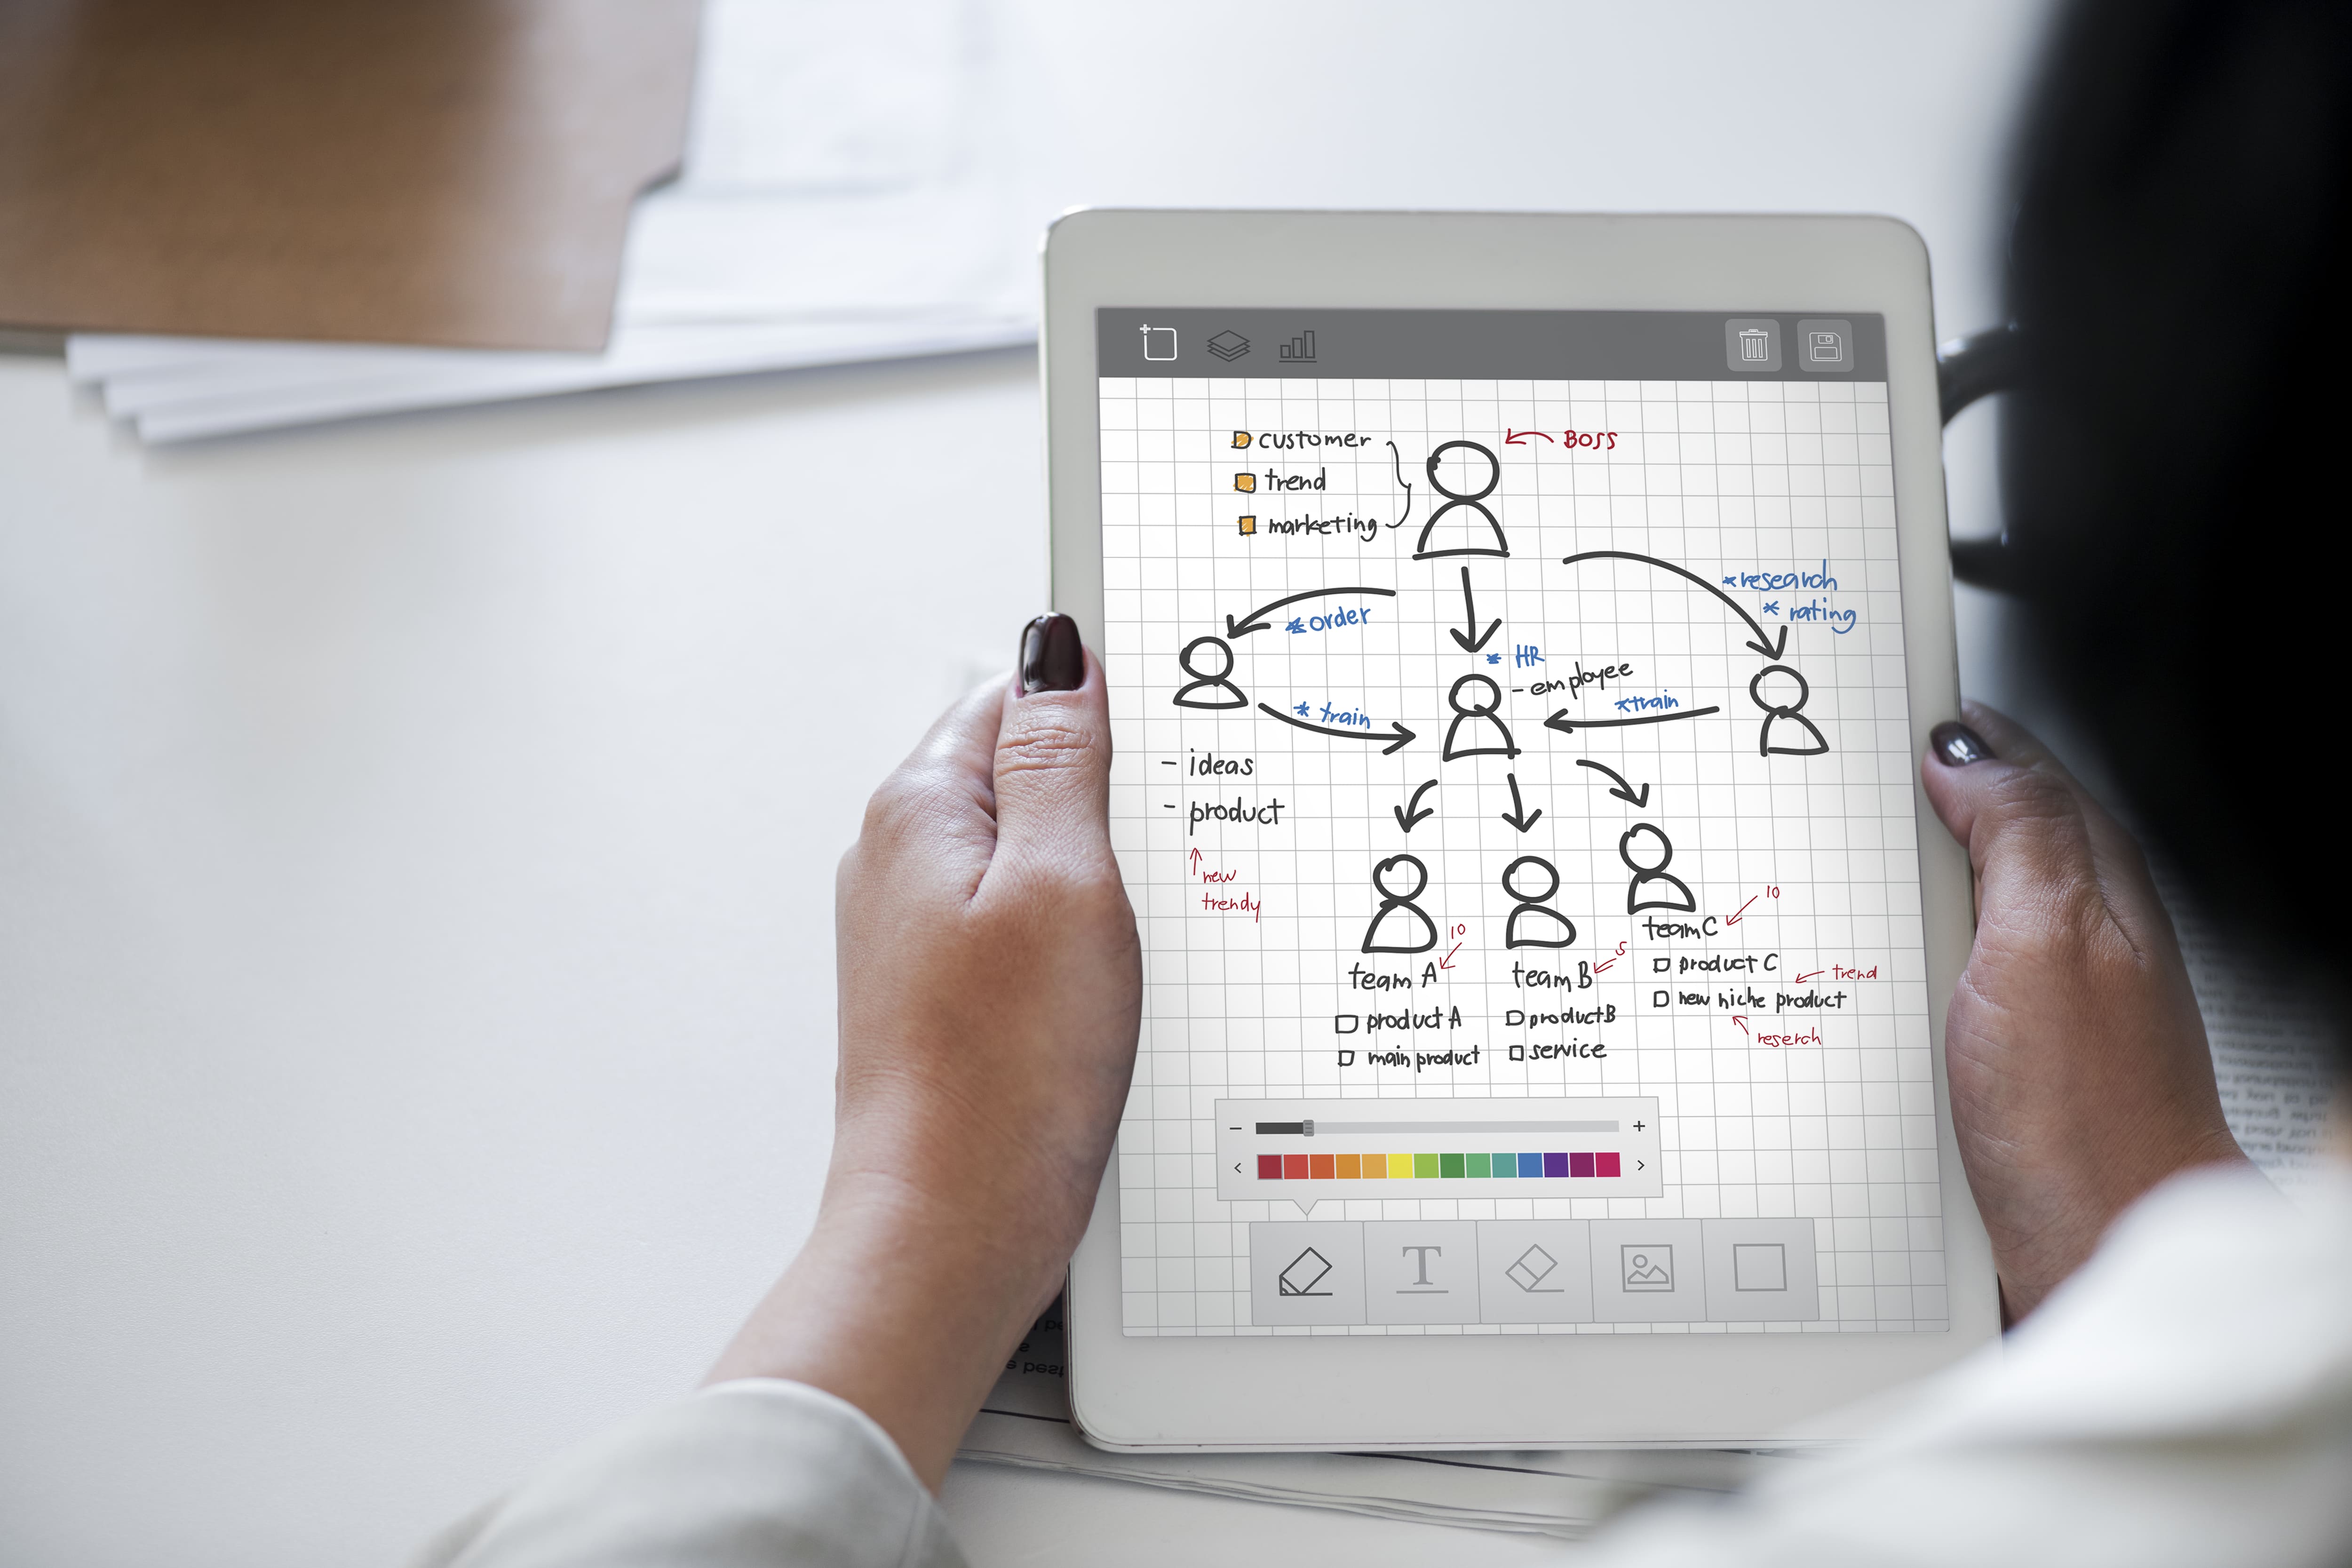 customer
BOSS
trend
marketing
*research
* rating
*order
* HR
- employee
* train
*train
- ideas
- product
new
trendy
10
team C
10
team A
5
team B
product C
trend
new niche product
reserch
product A
main product
product B
service
T
best